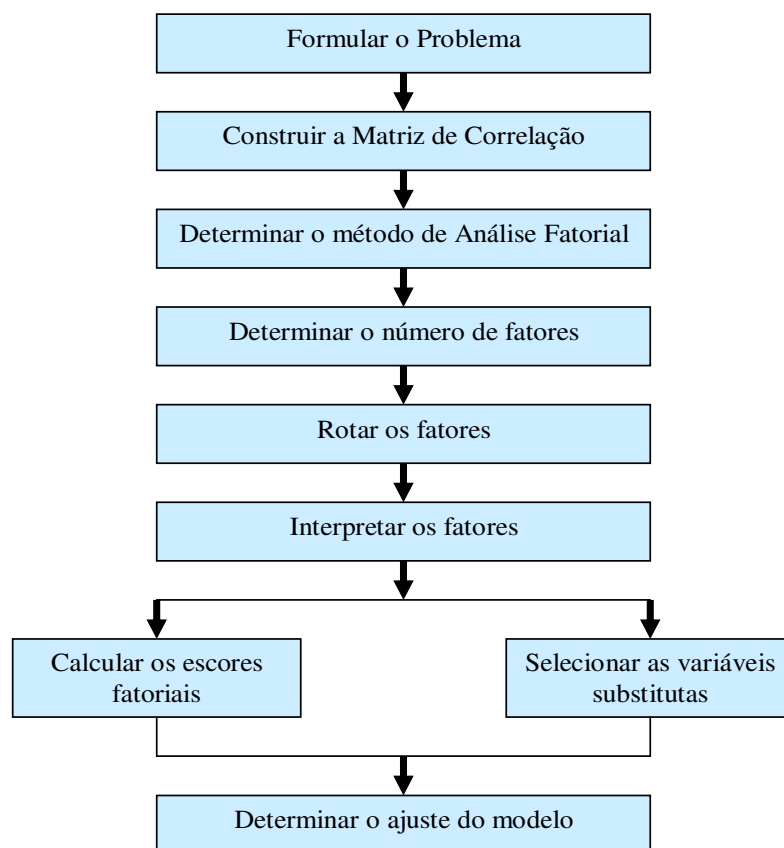 Formular o Problema
Construir a Matriz de Correlação
Determinar o método de Análise Fatorial
Determinar o número de fatores
Rotar os fatores
Interpretar os fatores
Calcular os escores
fatoriais
Selecionar as variáveis
substitutas
Determinar o ajuste do modelo